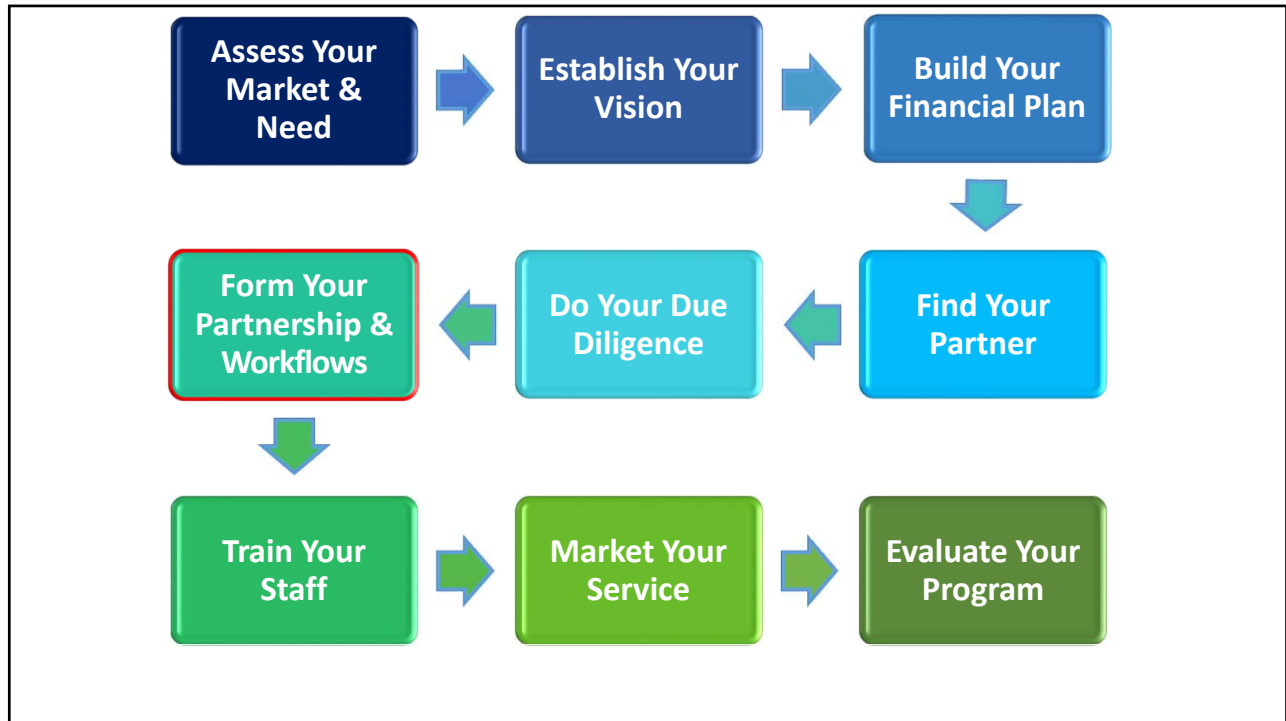 Assess Your
Market &
Need
Establish Your
Vision
Build Your
Financial Plan
Find Your
Partner
Do Your Due
Diligence
Form Your
Partnership &
Workflows
Train Your
Staff
Market Your
Service
Evaluate Your
Program